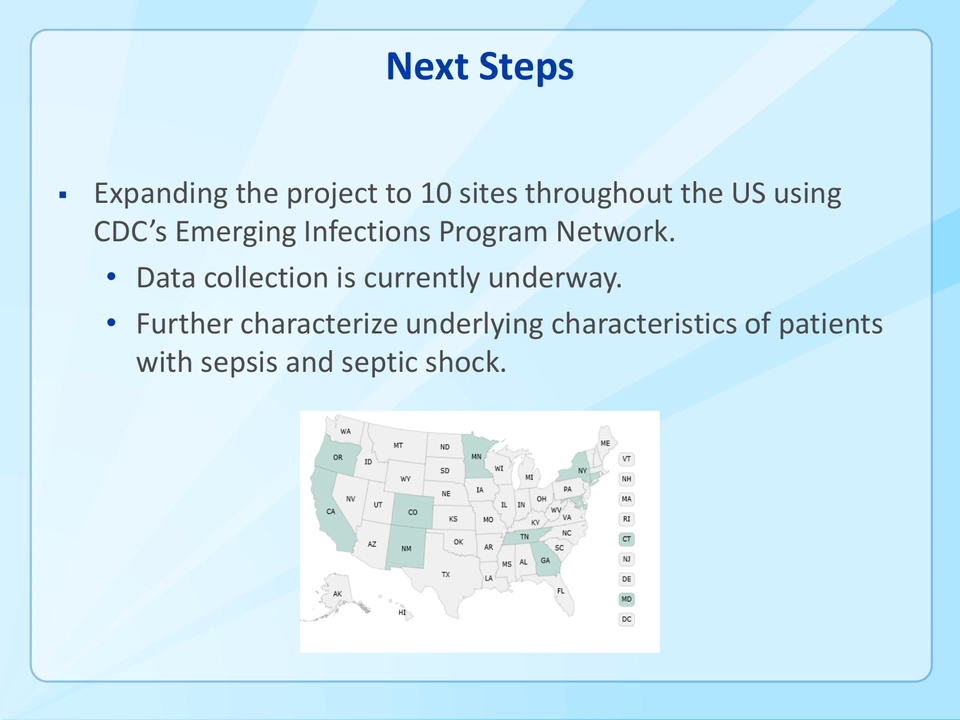 Next Steps
▪ Expanding the project to 10 sites throughout the US using
CDC’s Emerging Infections Program Network.
• Data collection is currently underway.
• Further characterize underlying characteristics of patients
with sepsis and septic shock.
WA
MT
ND
MN
ME
OR
ID
SD
WI
NY
VT
WY
MI
NH
NV
UT
NE
IA
PA
CA
CO
IL
IN
OH
WV
VA
MA
KS
MO
KY
RI
AZ
NM
OK
AR
TN
NC
CT
SC
MS
AL
GA
NJ
TX
LA
FL
DE
AK
MD
HI
DC